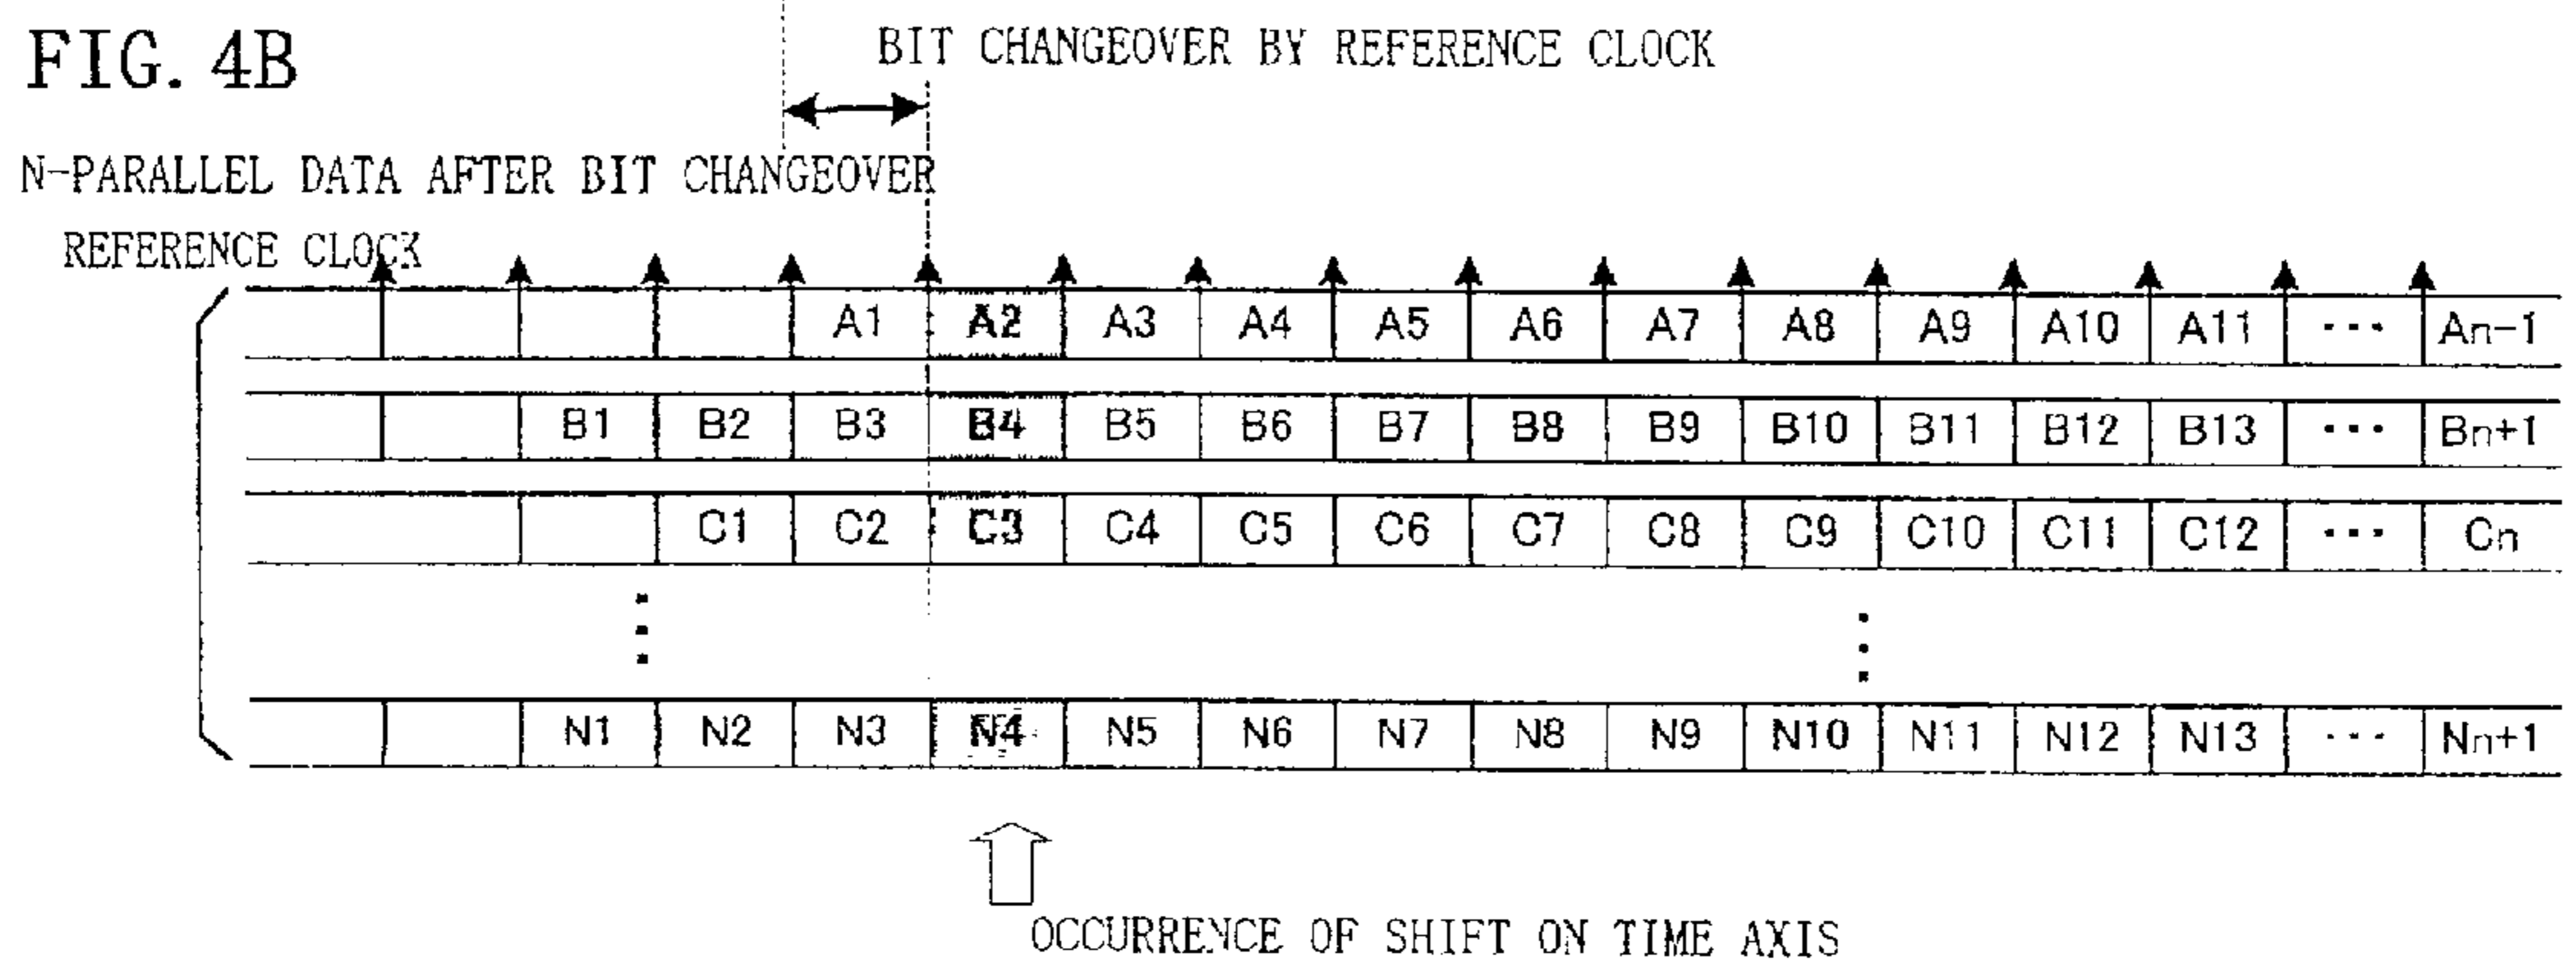 FIG. 4B
BIT CHANGEOVER BY REFERENCE CLOCK
N-PARALLEL DATA AFTER BIT CHANGEOVER
REFERENCE CLOCK
A1 A2 A3 A4 A5 A6 A7 A8 A9 A10 A11 ... An-1
B1 B2 B3 B4 B5 B6 B7 B8 B9 B10 B11 B12 B13 ... Bn+1
C1 C2 C3 C4 C5 C6 C7 C8 C9 C10 C11 C12 ... Cn
N1 N2 N3 N4 N5 N6 N7 N8 N9 N10 N11 N12 N13 ... Nn+1
OCCURRENCE OF SHIFT ON TIME AXIS